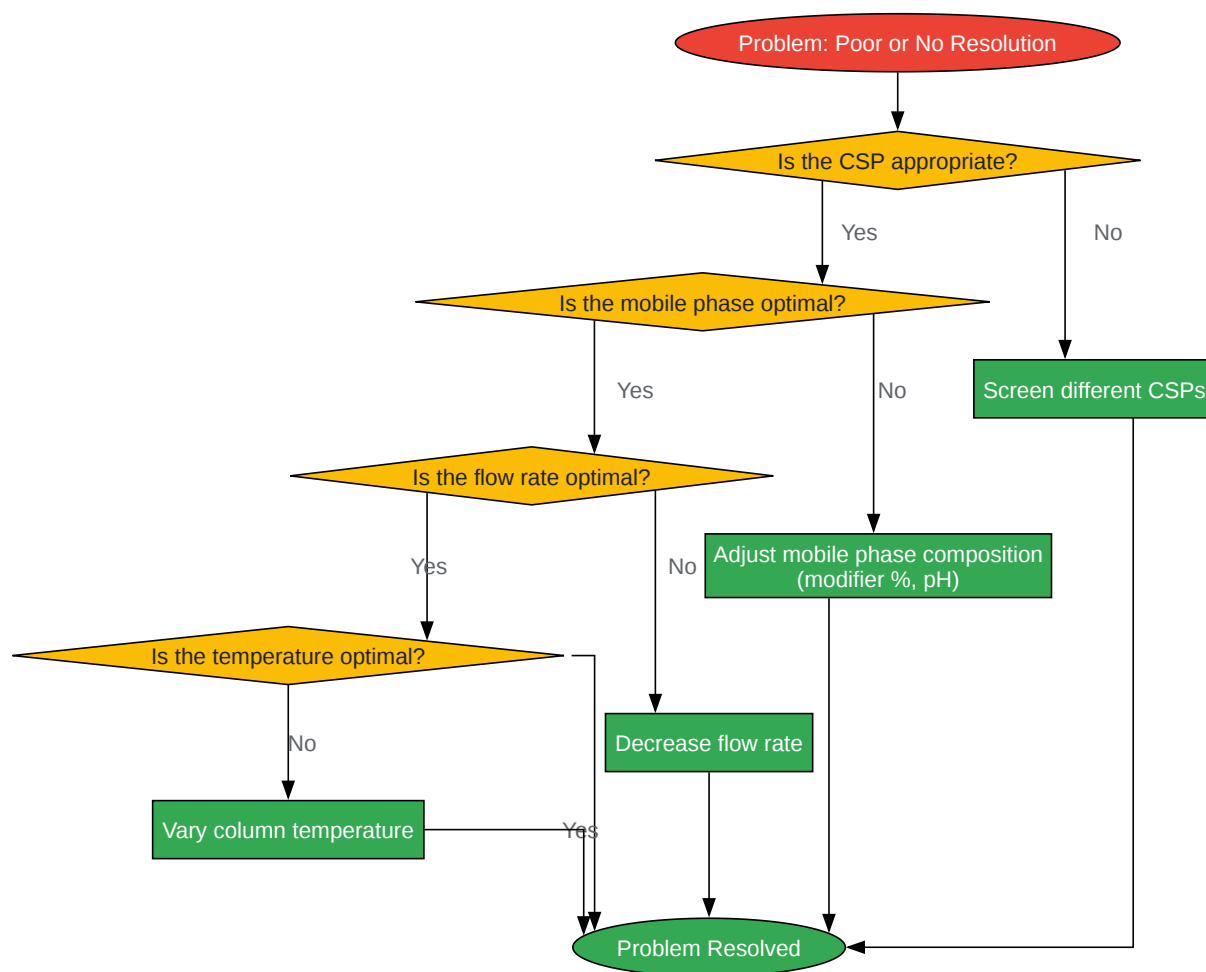 Problem: Poor or No Resolution
Is the CSP appropriate?
Yes
No
Is the mobile phase optimal?
Yes
No
Screen different CSPs
Is the flow rate optimal?
Yes
No
Adjust mobile phase composition
(modifier %, pH)
Is the temperature optimal?
No
Decrease flow rate
Vary column temperature
Yes
Problem Resolved